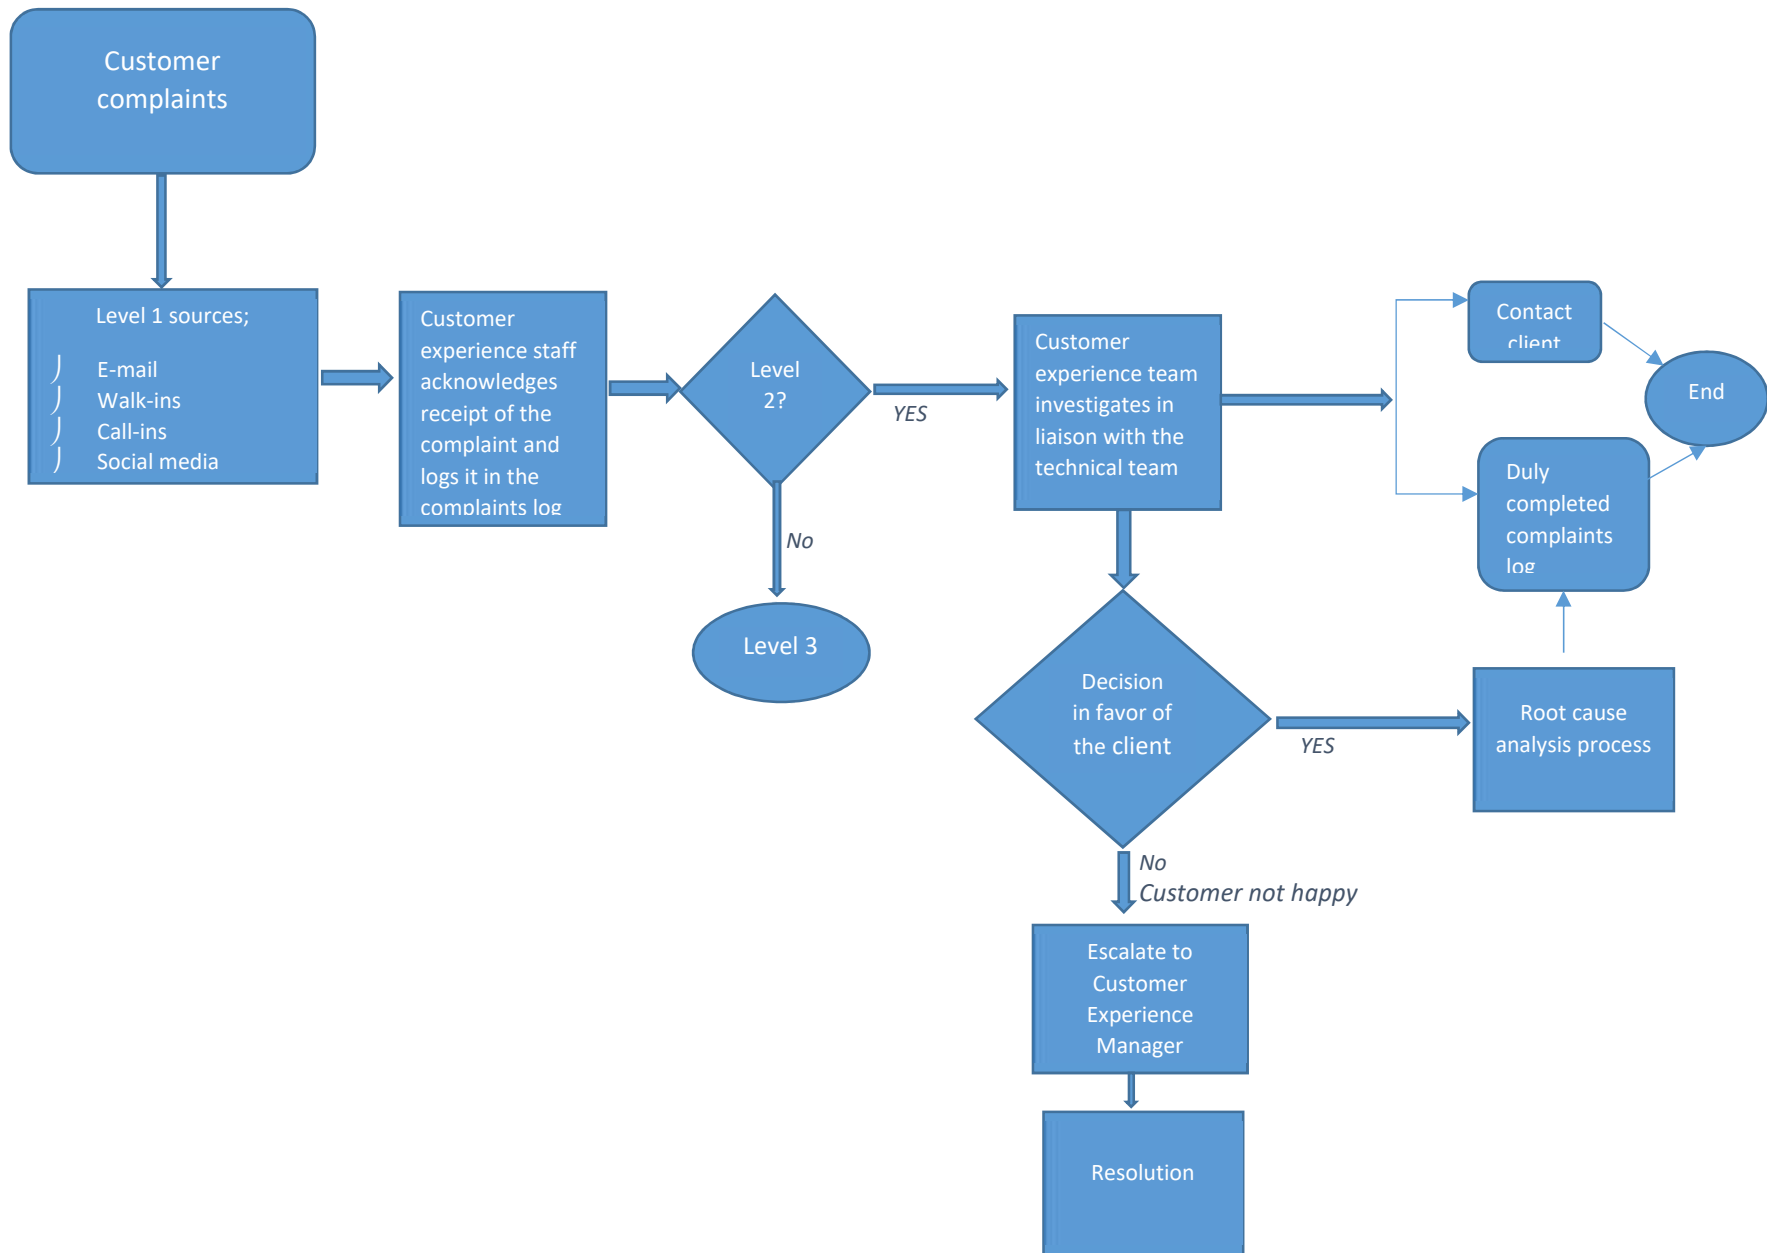 Customer
complaints
Level 1 sources;
E-mail
Walk-ins
Call-ins
Social media
Customer
experience staff
acknowledges
receipt of the
complaint and
logs it in the
complaints log
Level
2?
YES
No
Level 3
Customer
experience team
investigates in
liaison with the
technical team
Contact
client
End
Duly
completed
complaints
log
Decision
in favor of
the client
YES
Root cause
analysis process
No
Customer not happy
Escalate to
Customer
Experience
Manager
Resolution